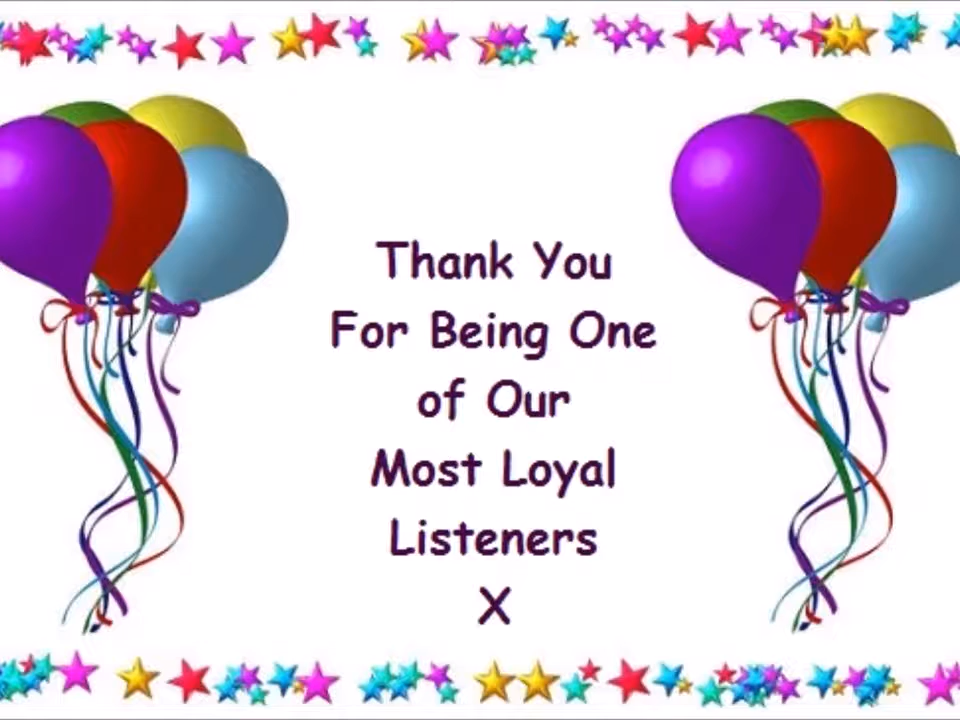 Thank You
For Being One
of Our
Most Loyal
Listeners
X